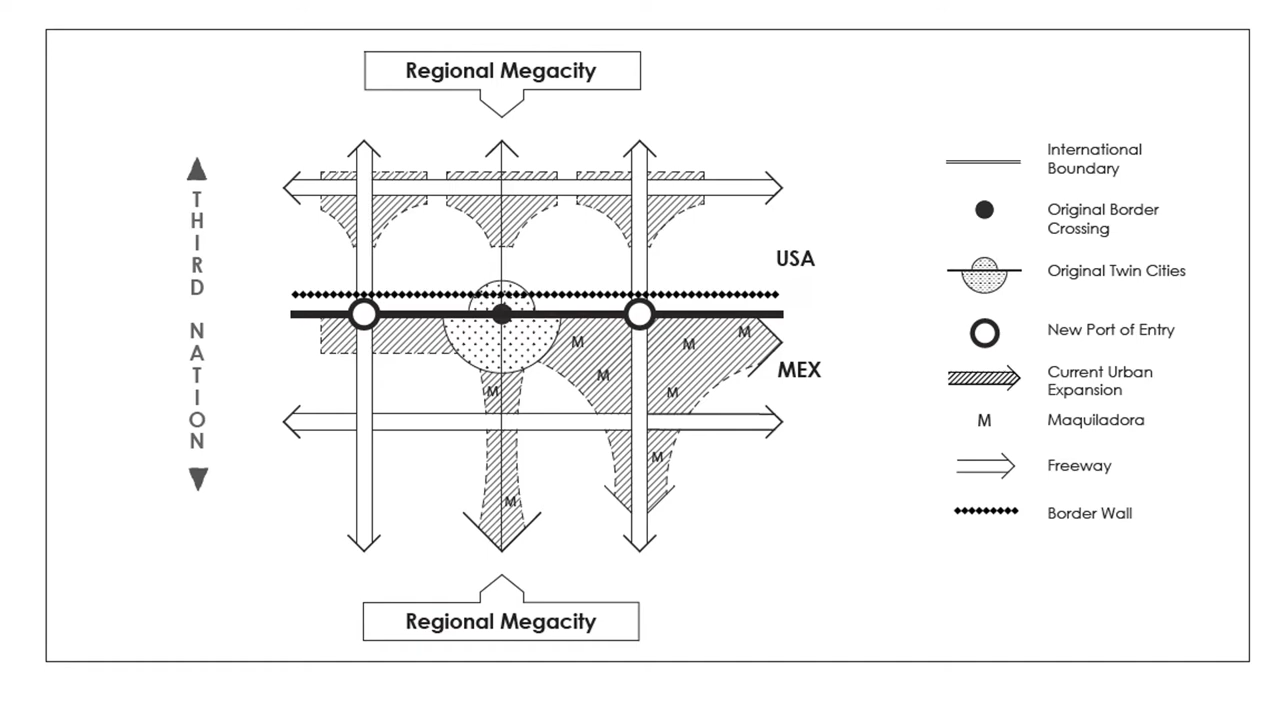 Regional Megacity
THIRD NATION
USA
MEX
M
M
M
M
M
M
M
M
Regional Megacity
International
Boundary
Original Border
Crossing
Original Twin Cities
New Port of Entry
Current Urban
Expansion
M
Maquiladora
Freeway
Border Wall